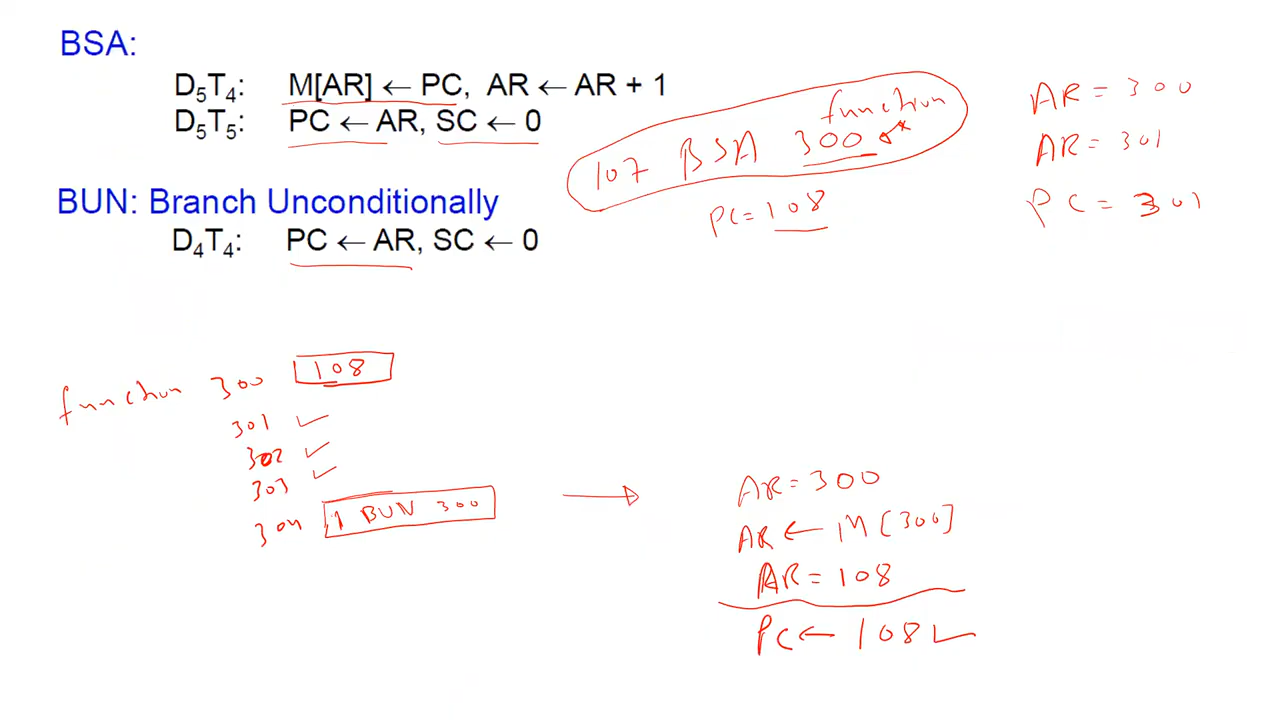 BSA:
D₅T₄: M[AR] ← PC, AR ← AR + 1
D₅T₅: PC ← AR, SC ← 0
BUN: Branch Unconditionally
D₄T₄: PC ← AR, SC ← 0
function
107 BSA 300
PC = 108
AR = 300
AR = 301
PC = 301
function 300 108
301 ✓
302 ✓
303 ✓
304 1 BUN 300 →
AR = 300
AR ← M[300]
AR = 108
PC ← 108 ✓